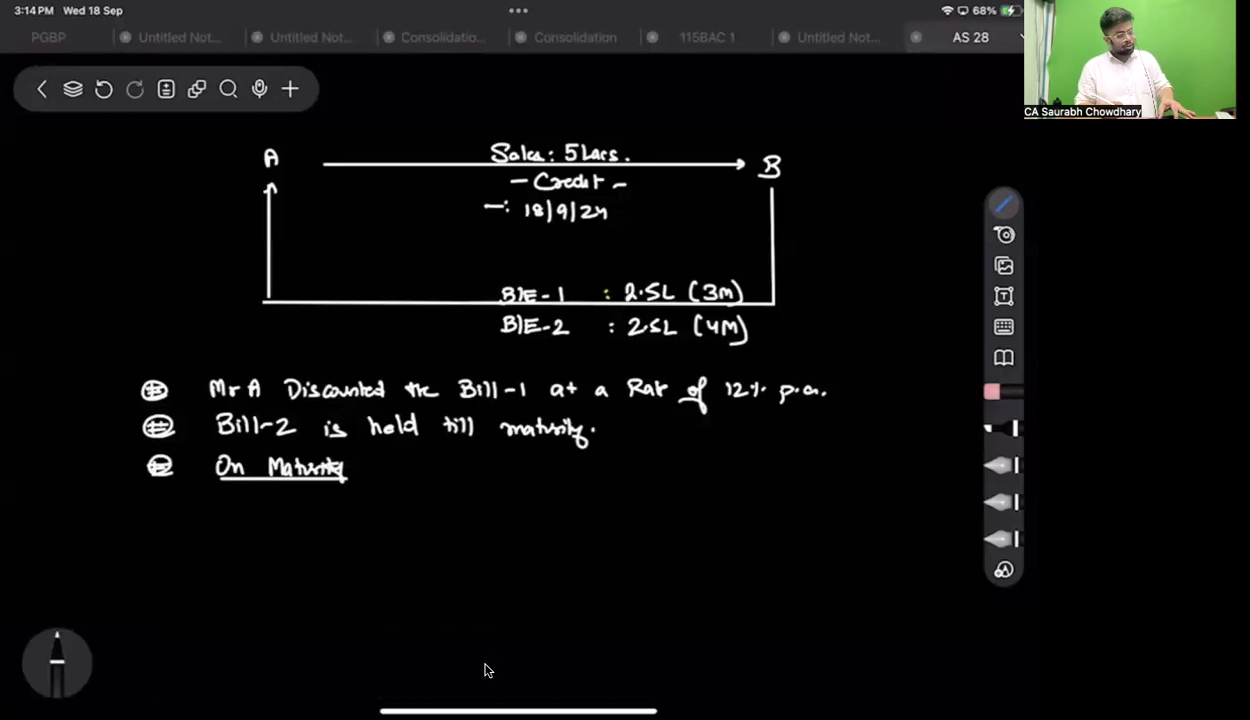 3:14 PM Wed 18 Sep
68%
PGBP
Untitled Not...
Untitled Not...
Consolidatio...
Consolidation
115BAC 1
Untitled Not...
AS 28
CA Saurabh Chowdhary
A
Sales: 5 Lacs.
B
- Credit -
-: 18/9/24
B/E-1 : 2.5L (3m)
B/E-2 : 2.5L (4M)
Mr A Discounted the Bill-1 at a Rate of 12% p.a.
Bill-2 is held till maturity.
On Maturity